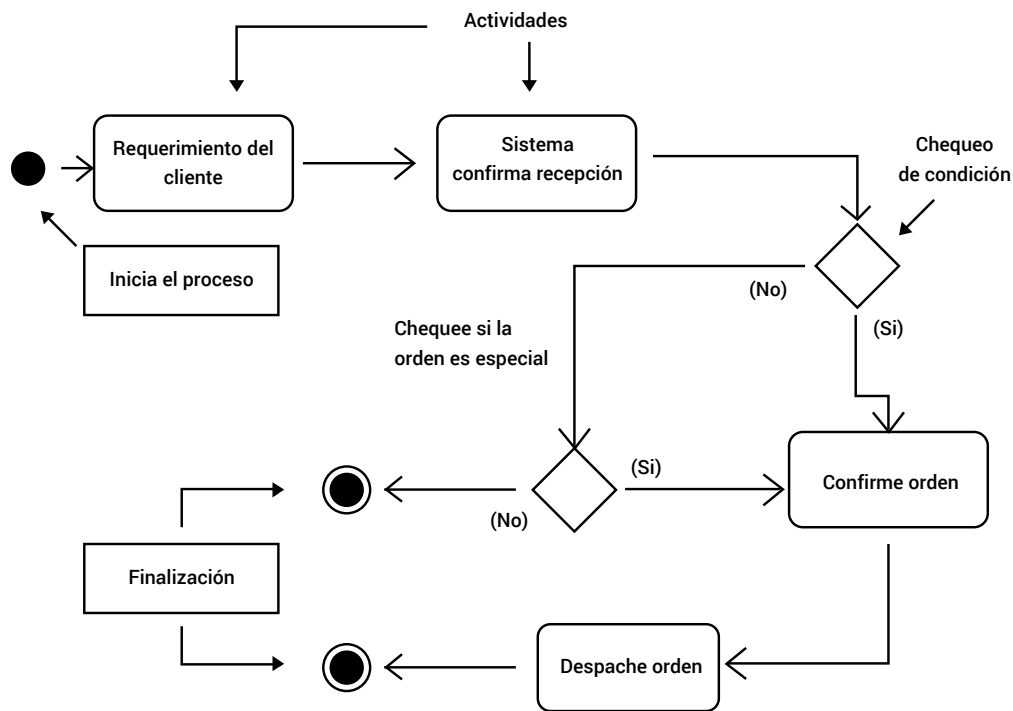 Actividades
Requerimiento del
cliente
Sistema
confirma recepción
Chequeo
de condición
Inicia el proceso
(No)
(Si)
Chequee si la
orden es especial
(Si)
(No)
Confirme orden
Finalización
Despache orden